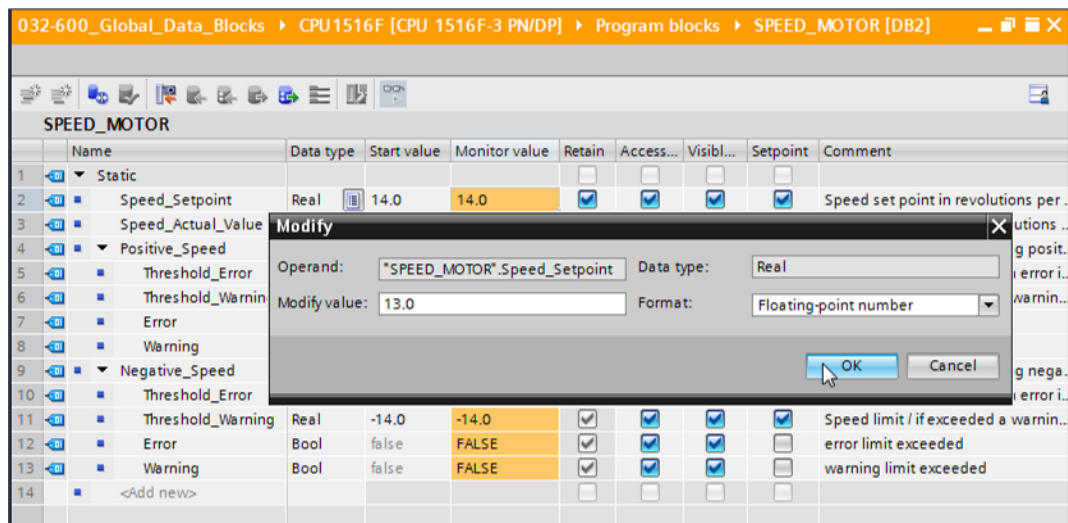 032-600_Global_Data_Blocks ▸ CPU1516F [CPU 1516F-3 PN/DP] ▸ Program blocks ▸ SPEED_MOTOR [DB2]
SPEED_MOTOR
Name Data type Start value Monitor value Retain Access... Visibl... Setpoint Comment
1 Static
2 Speed_Setpoint Real 14.0 14.0 Speed set point in revolutions per .
3 Speed_Actual_Value utions ..
4 Positive_Speed g posit..
5 Threshold_Error error i..
6 Threshold_Warnin warnin...
7 Error
8 Warning
9 Negative_Speed g nega.
10 Threshold_Error error i..
Modify
Operand: "SPEED_MOTOR".Speed_Setpoint Data type: Real
Modify value: 13.0 Format: Floating-point number
OK Cancel
11 Threshold_Warning Real -14.0 -14.0 Speed limit / if exceeded a warnin...
12 Error Bool false FALSE error limit exceeded
13 Warning Bool false FALSE warning limit exceeded
14 <Add new>